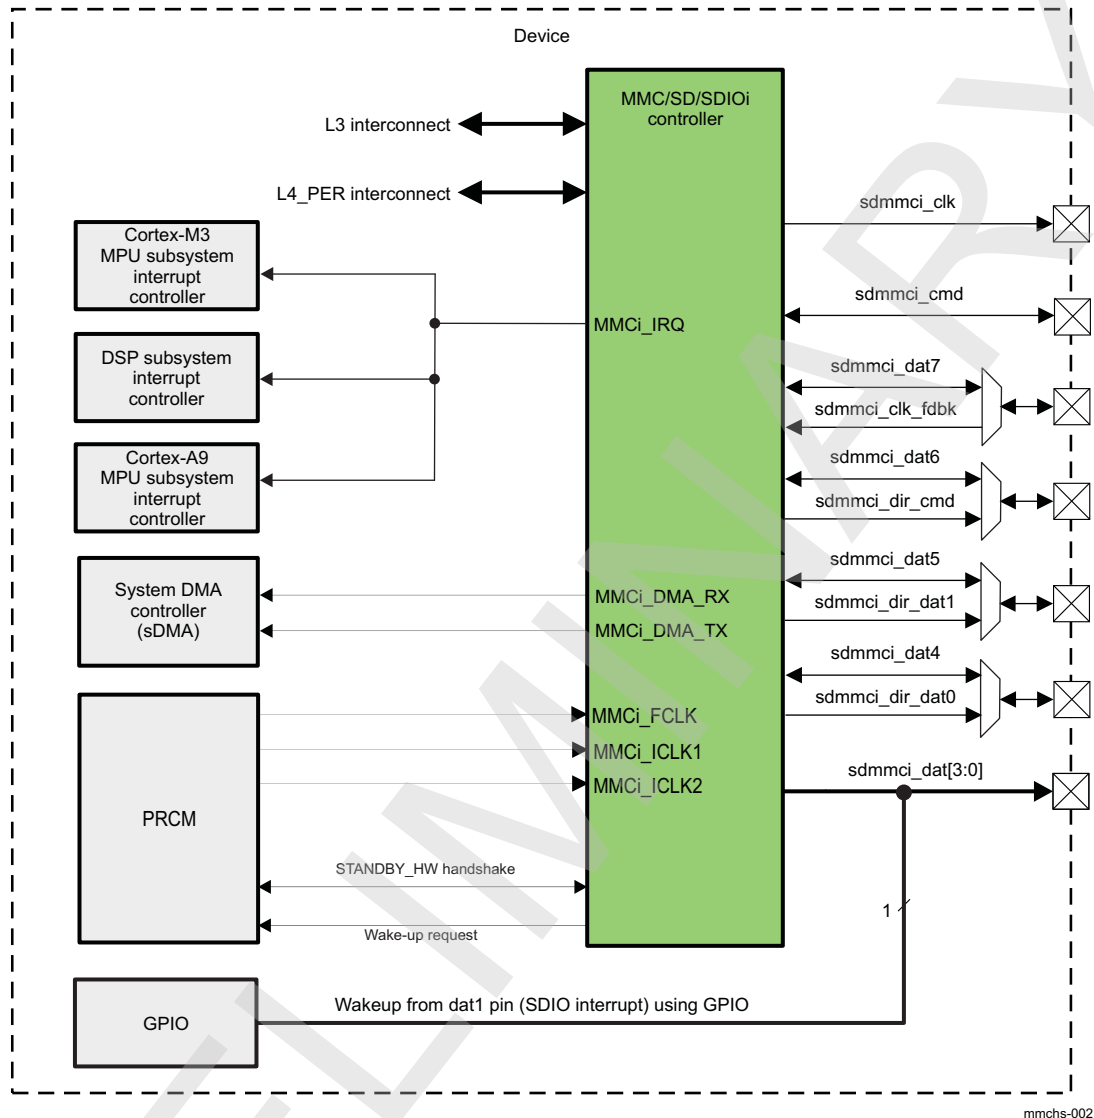 Device
MMC/SD/SDIOi
controller
L3 interconnect
L4_PER interconnect
sdmmci_clk
Cortex-M3
MPU subsystem
interrupt
controller
sdmmci_cmd
MMCi_IRQ
DSP subsystem
interrupt
controller
sdmmci_dat7
sdmmci_clk_fdbk
Cortex-A9
MPU subsystem
interrupt
controller
sdmmci_dat6
sdmmci_dir_cmd
System DMA
controller
(sDMA)
MMCi_DMA_RX
MMCi_DMA_TX
sdmmci_dat5
sdmmci_dir_dat1
sdmmci_dat4
sdmmci_dir_dat0
PRCM
MMCi_FCLK
MMCi_ICLK1
MMCi_ICLK2
sdmmci_dat[3:0]
STANDBY_HW handshake
Wake-up request
1
GPIO
Wakeup from dat1 pin (SDIO interrupt) using GPIO
mmchs-002
ELIMINARY